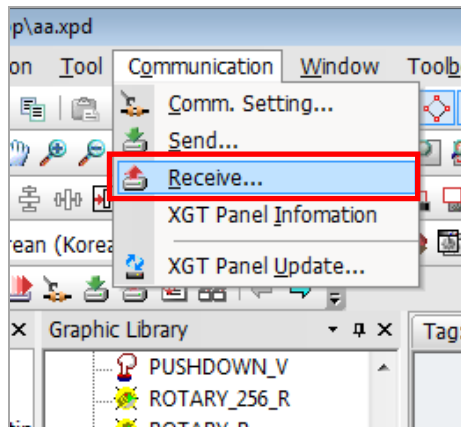 p\aa.xpd
on Tool Communication Window Toolb
Comm. Setting...
Send...
Receive...
XGT Panel Infomation
rean (Korea
XGT Panel Update...
Graphic Library
Tag
PUSHDOWN_V
ROTARY_256_R